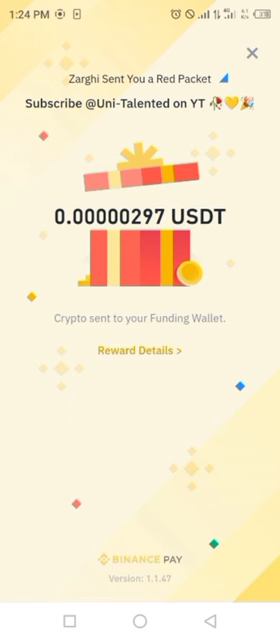 1:24 PM
Zarghi Sent You a Red Packet
Subscribe @Uni-Talented on YT 🥀💛🎉
0.00000297 USDT
Crypto sent to your Funding Wallet.
Reward Details >
BINANCE PAY
Version: 1.1.47